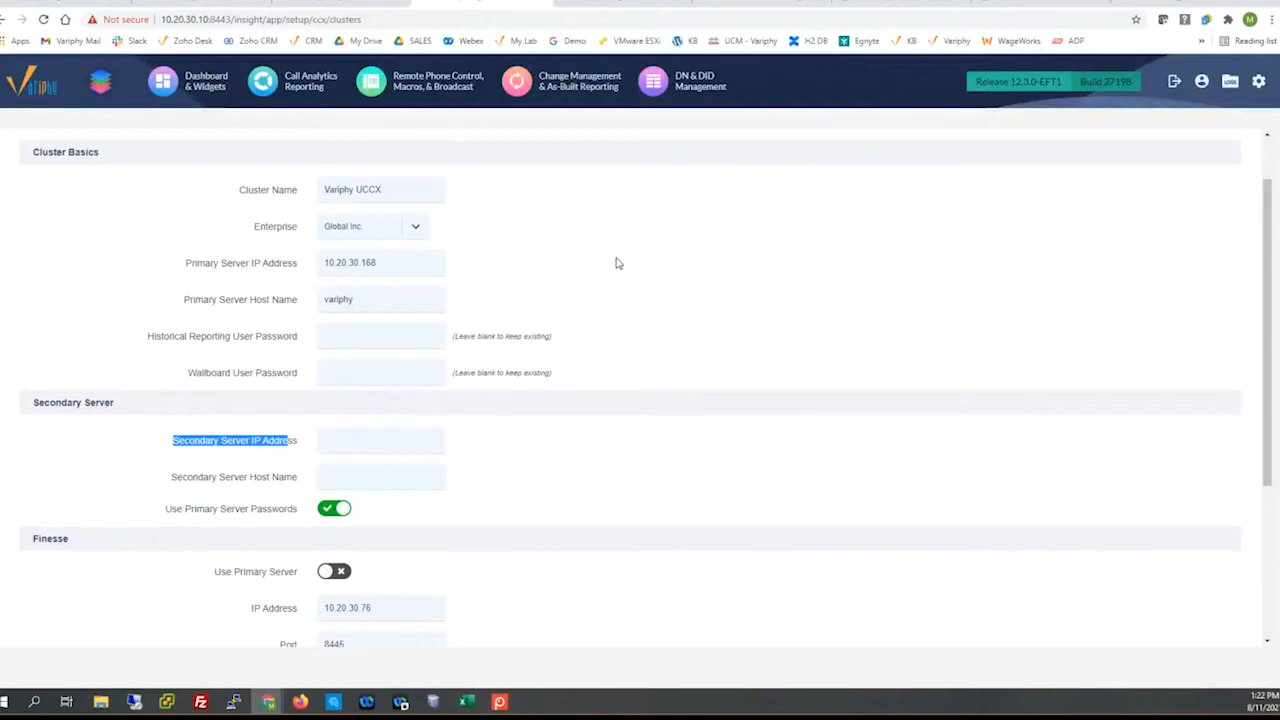 Not secure | 10.20.30.10:8443/insight/app/setup/ccx/clusters
Apps Variphy Mail Slack Zoho Desk Zoho CRM CRM My Drive SALES Webex My Lab Demo VMware ESXi KB UCM - Variphy H2 DB Egnyte KB Variphy WageWorks ADP » Reading list
Variphy
Dashboard & Widgets
Call Analytics Reporting
Remote Phone Control, Macros, & Broadcast
Change Management & As-Built Reporting
DN & DID Management
Release 12.3.0-EFT1 Build 27198
LOGS
Cluster Basics
Cluster Name Variphy UCCX
Enterprise Global Inc.
Primary Server IP Address 10.20.30.168
Primary Server Host Name variphy
Historical Reporting User Password (Leave blank to keep existing)
Wallboard User Password (Leave blank to keep existing)
Secondary Server
Secondary Server IP Address
Secondary Server Host Name
Use Primary Server Passwords
Finesse
Use Primary Server
IP Address 10.20.30.76
Port 8445
1:22 PM
8/11/202